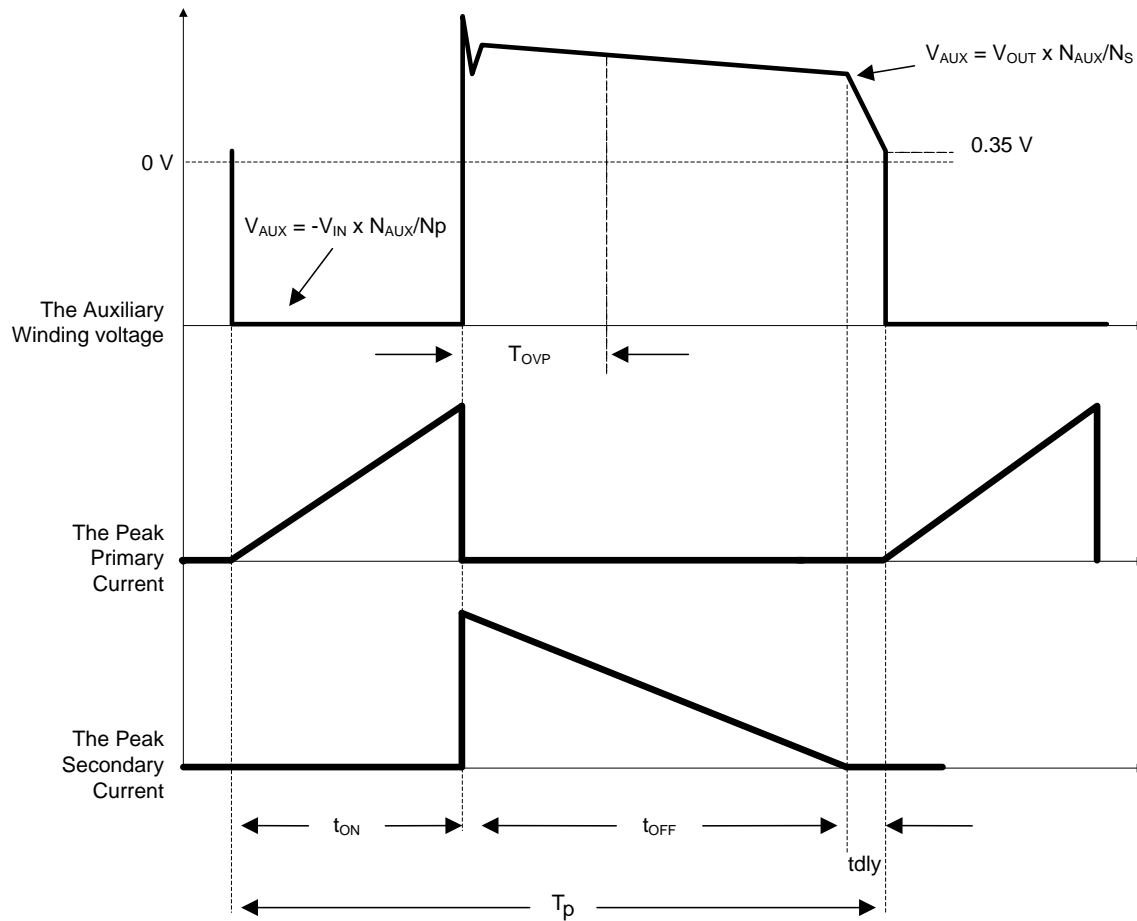 V_AUX = V_OUT x N_AUX/N_S
0.35 V
0 V
V_AUX = -V_IN x N_AUX/Np
The Auxiliary
Winding voltage
T_OVP
The Peak
Primary
Current
The Peak
Secondary
Current
t_ON
t_OFF
tdly
T_p